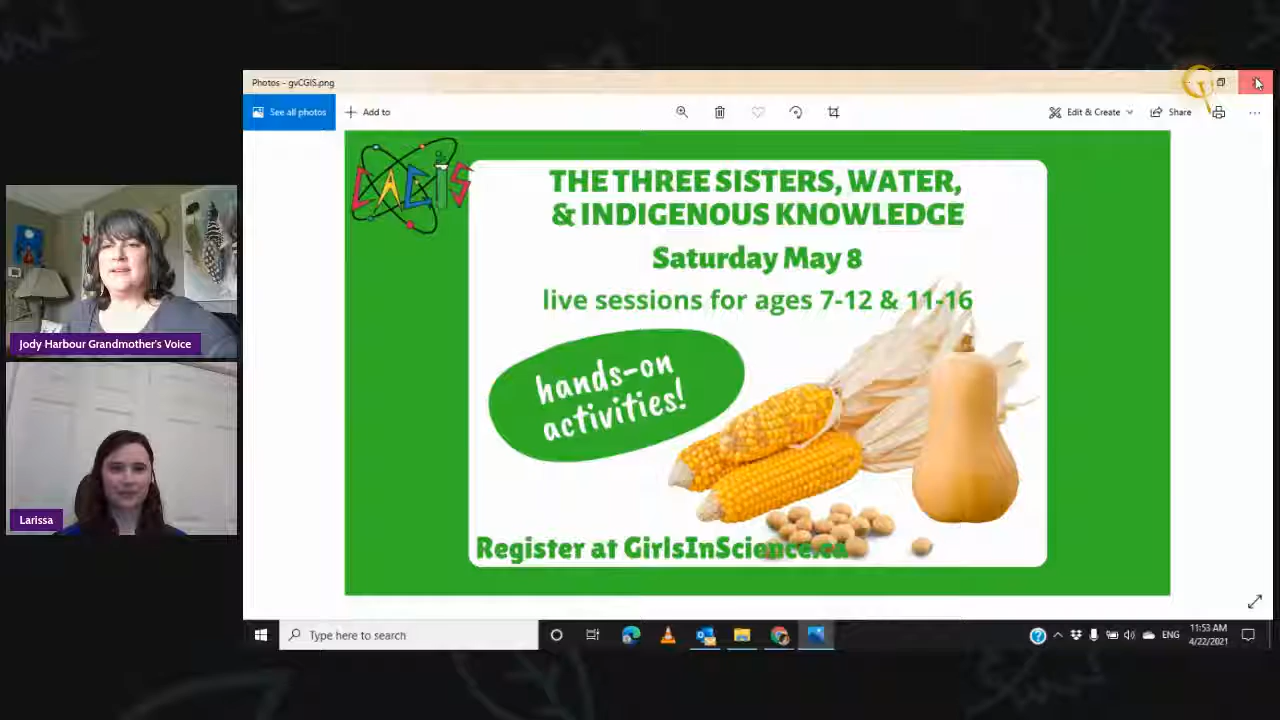 Photos - gvCGIS.png
See all photos
Add to
Edit & Create
Share
CAGIS
THE THREE SISTERS, WATER,
& INDIGENOUS KNOWLEDGE
Saturday May 8
live sessions for ages 7-12 & 11-16
hands-on
activities!
Register at GirlsInScience.ca
Jody Harbour Grandmother's Voice
Larissa
Type here to search
ENG
11:53 AM
4/22/2021